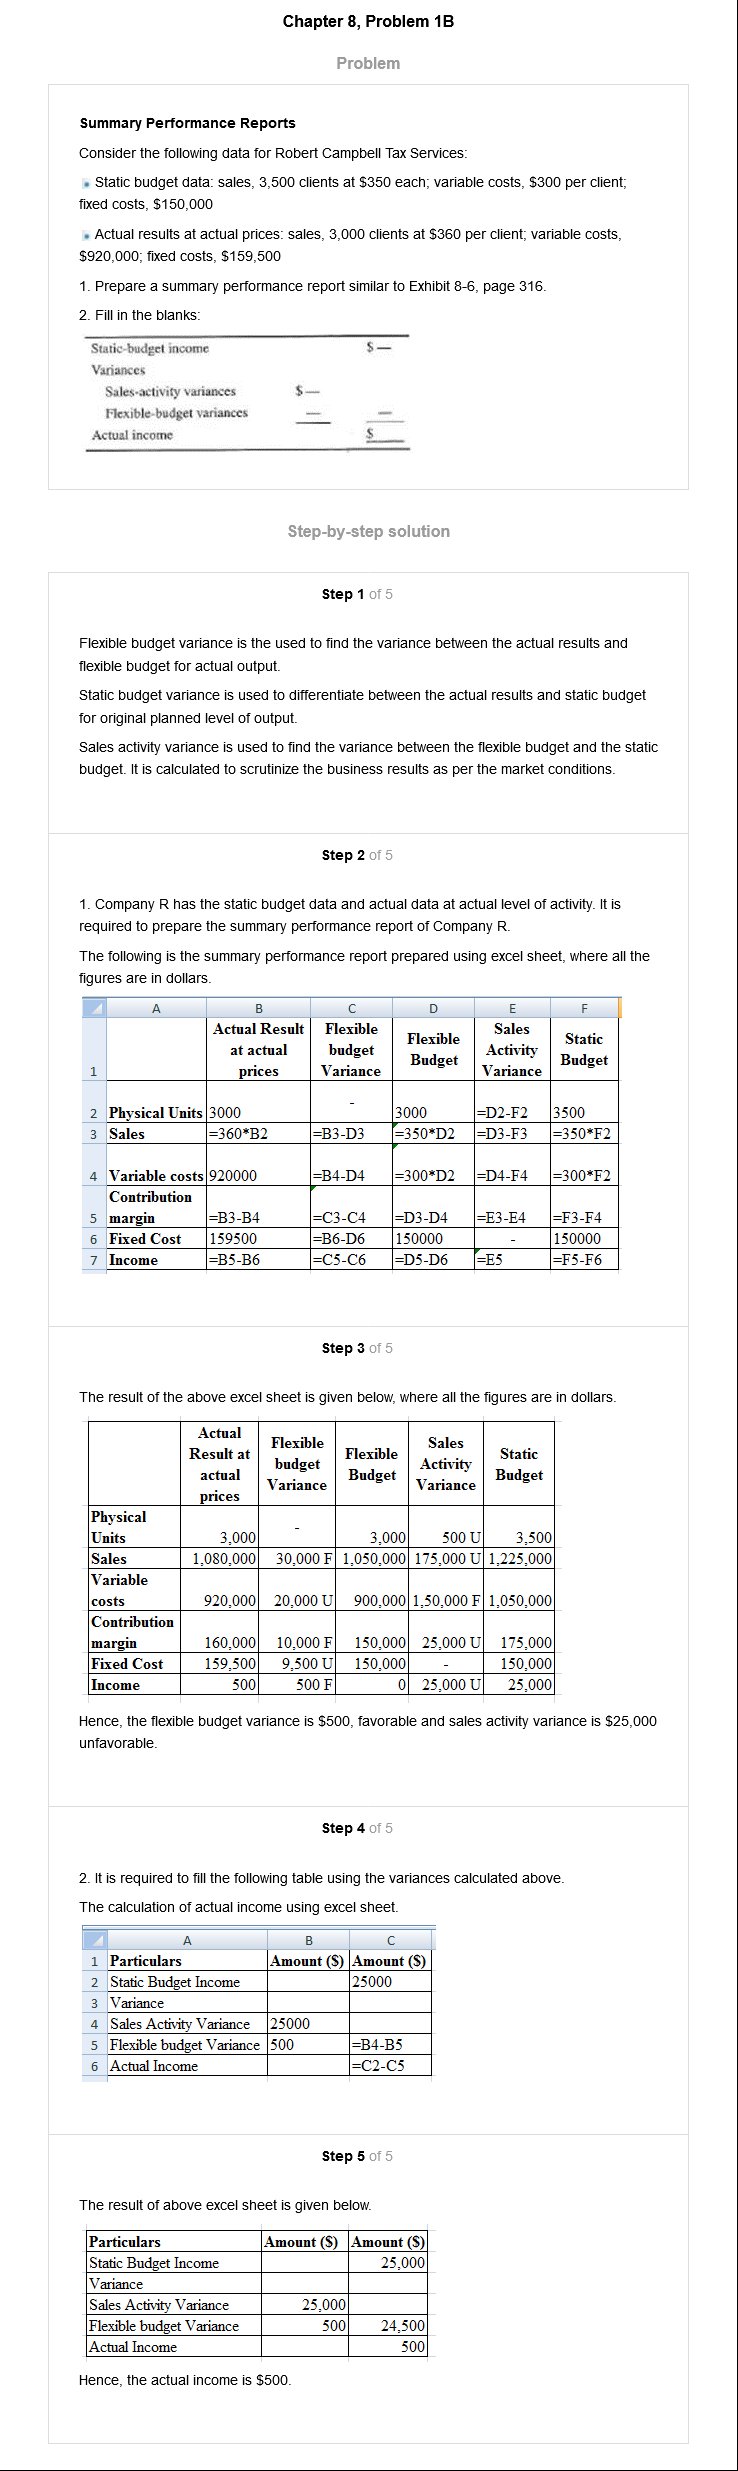 Chapter 8, Problem 1B
Problem
Summary Performance Reports
Consider the following data for Robert Campbell Tax Services:
• Static budget data: sales, 3,500 clients at $350 each; variable costs, $300 per client;
fixed costs, $150,000
• Actual results at actual prices: sales, 3,000 clients at $360 per client; variable costs,
$920,000; fixed costs, $159,500
1. Prepare a summary performance report similar to Exhibit 8-6, page 316.
2. Fill in the blanks:
Static-budget income $—
Variances
Sales-activity variances $—
Flexible-budget variances — —
Actual income $
Step-by-step solution
Step 1 of 5
Flexible budget variance is the used to find the variance between the actual results and
flexible budget for actual output.
Static budget variance is used to differentiate between the actual results and static budget
for original planned level of output.
Sales activity variance is used to find the variance between the flexible budget and the static
budget. It is calculated to scrutinize the business results as per the market conditions.
Step 2 of 5
1. Company R has the static budget data and actual data at actual level of activity. It is
required to prepare the summary performance report of Company R.
The following is the summary performance report prepared using excel sheet, where all the
figures are in dollars.
A B C D E F
1 Actual Result at actual prices Flexible budget Variance Flexible Budget Sales Activity Variance Static Budget
2 Physical Units 3000 - 3000 =D2-F2 3500
3 Sales =360*B2 =B3-D3 =350*D2 =D3-F3 =350*F2
4 Variable costs 920000 =B4-D4 =300*D2 =D4-F4 =300*F2
5 Contribution margin =B3-B4 =C3-C4 =D3-D4 =E3-E4 =F3-F4
6 Fixed Cost 159500 =B6-D6 150000 - 150000
7 Income =B5-B6 =C5-C6 =D5-D6 =E5 =F5-F6
Step 3 of 5
The result of the above excel sheet is given below, where all the figures are in dollars.
Actual Result at actual prices Flexible budget Variance Flexible Budget Sales Activity Variance Static Budget
Physical Units 3,000 - 3,000 500 U 3,500
Sales 1,080,000 30,000 F 1,050,000 175,000 U 1,225,000
Variable costs 920,000 20,000 U 900,000 1,50,000 F 1,050,000
Contribution margin 160,000 10,000 F 150,000 25,000 U 175,000
Fixed Cost 159,500 9,500 U 150,000 - 150,000
Income 500 500 F 0 25,000 U 25,000
Hence, the flexible budget variance is $500, favorable and sales activity variance is $25,000
unfavorable.
Step 4 of 5
2. It is required to fill the following table using the variances calculated above.
The calculation of actual income using excel sheet.
A B C
1 Particulars Amount ($) Amount ($)
2 Static Budget Income 25000
3 Variance
4 Sales Activity Variance 25000
5 Flexible budget Variance 500 =B4-B5
6 Actual Income =C2-C5
Step 5 of 5
The result of above excel sheet is given below.
Particulars Amount ($) Amount ($)
Static Budget Income 25,000
Variance
Sales Activity Variance 25,000
Flexible budget Variance 500 24,500
Actual Income 500
Hence, the actual income is $500.